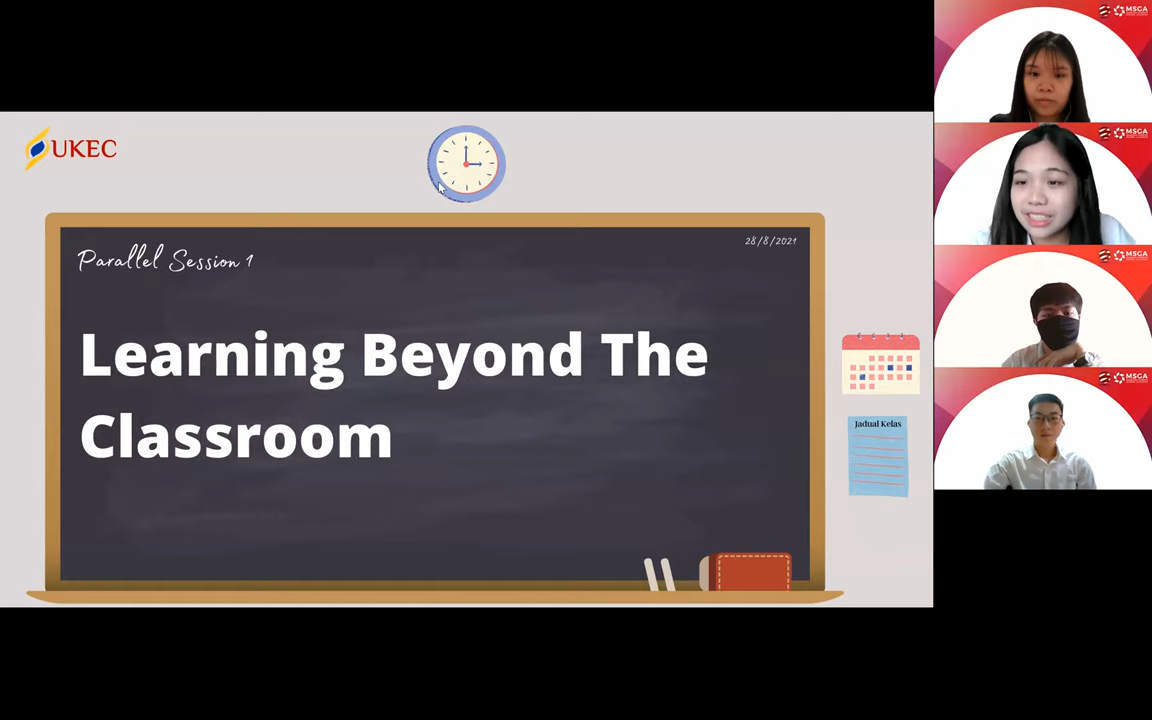 UKEC
Parallel Session 1
28/8/2021
Learning Beyond The
Classroom
Jadual Kelas
MSGA
MSGA
MSGA
MSGA